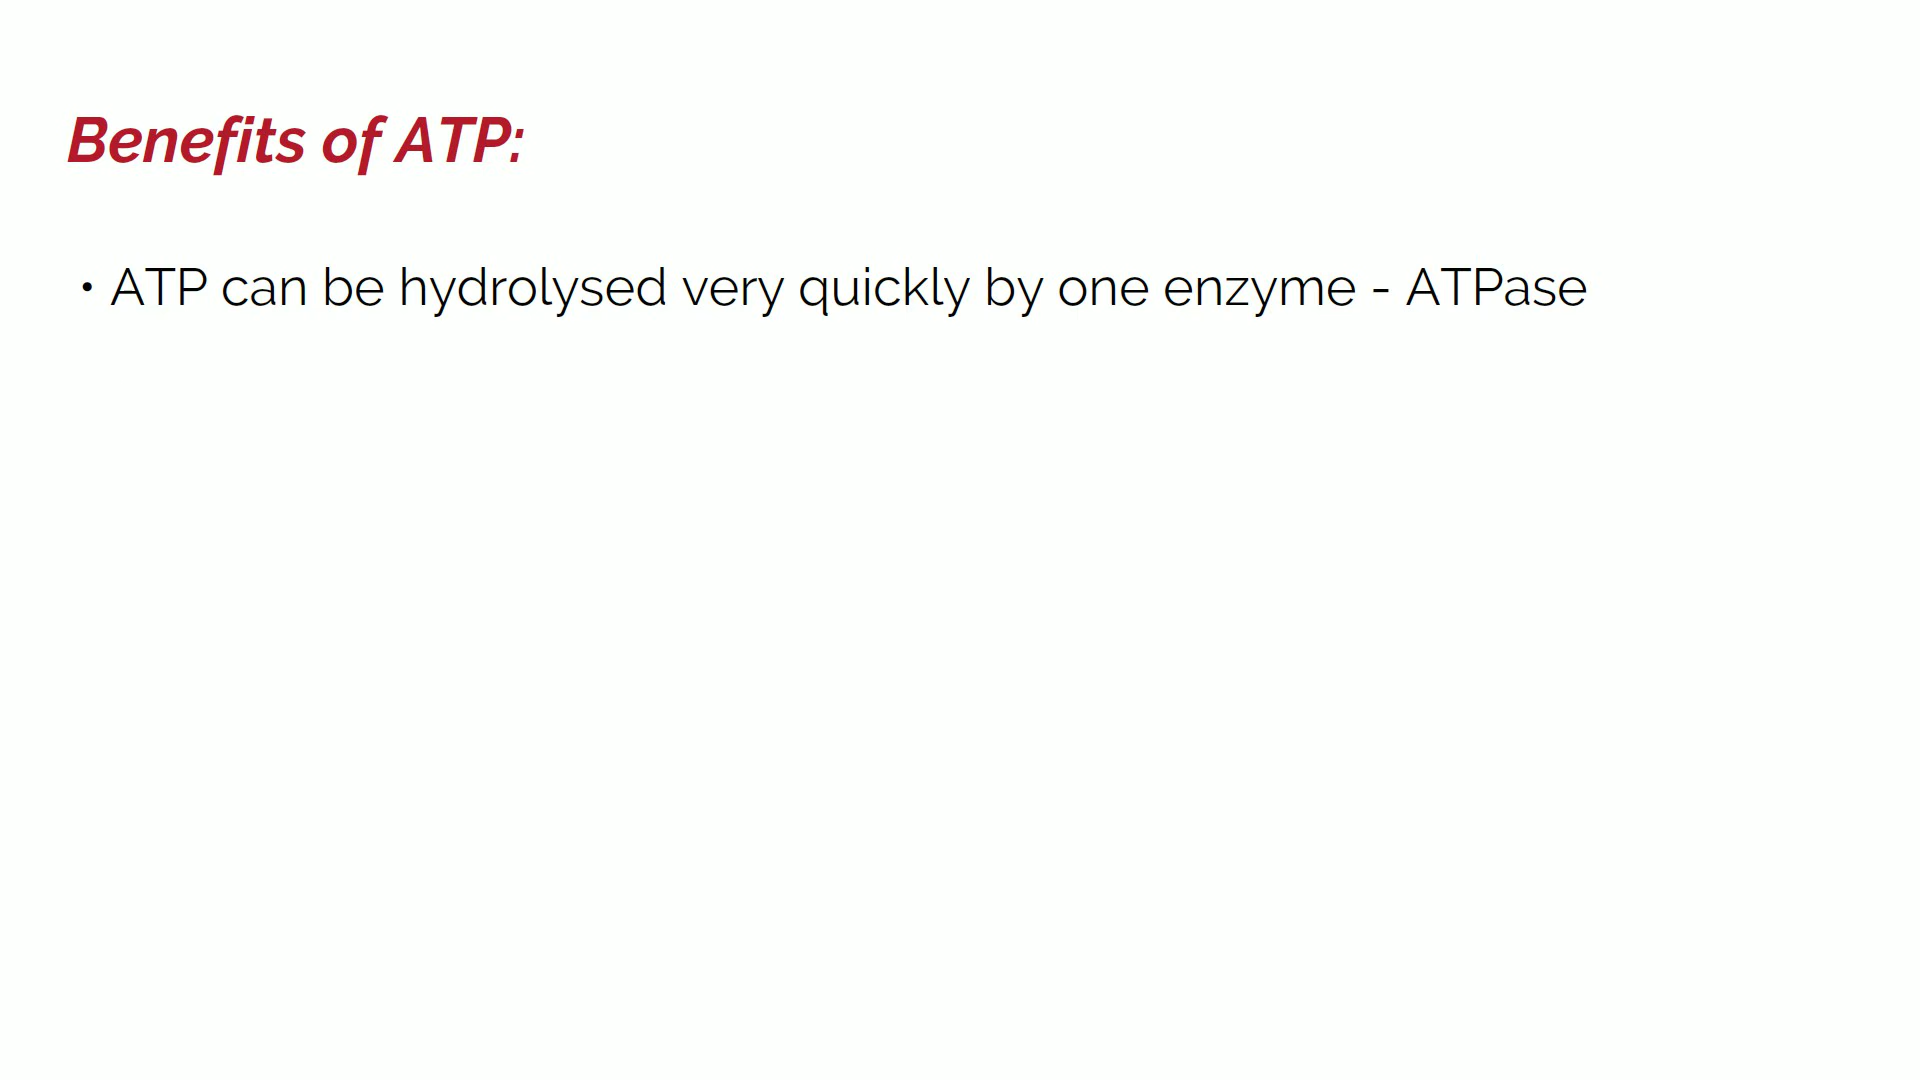 Benefits of ATP:
• ATP can be hydrolysed very quickly by one enzyme - ATPase